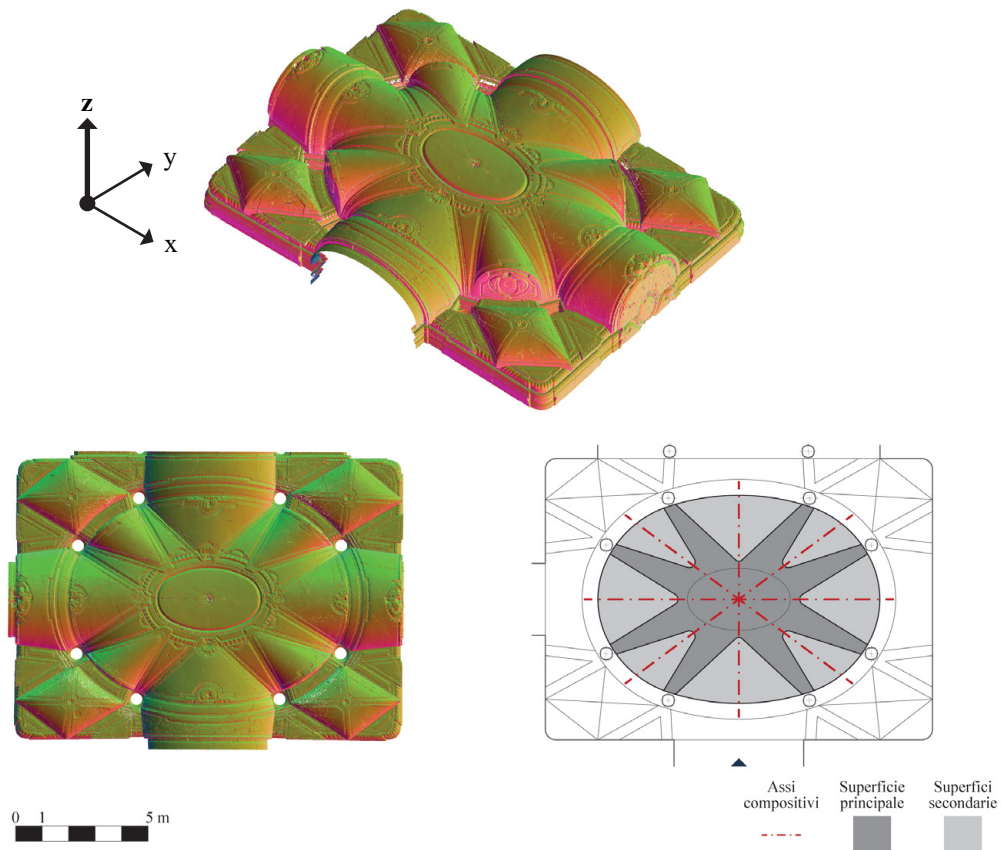 z
y
x
0 1 5 m
Assi
compositivi
Superficie
principale
Superfici
secondarie